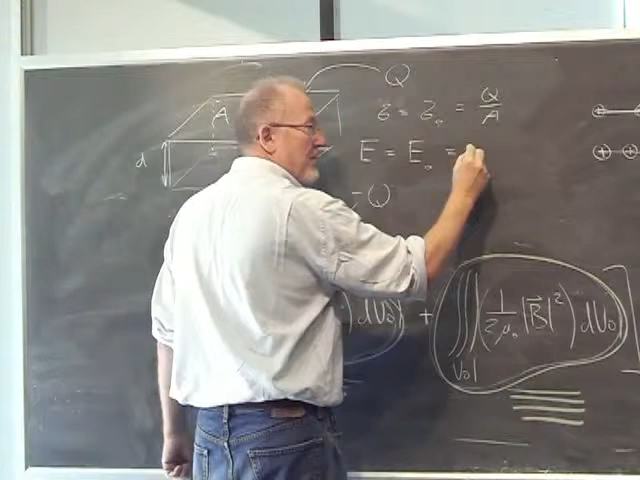 Q
A
d
Σ = Σ₀ = Q/A
E = E₀ =
-Q
) dVol + ∭Vol (1/2μ₀ |B⃗|²) dVol ]